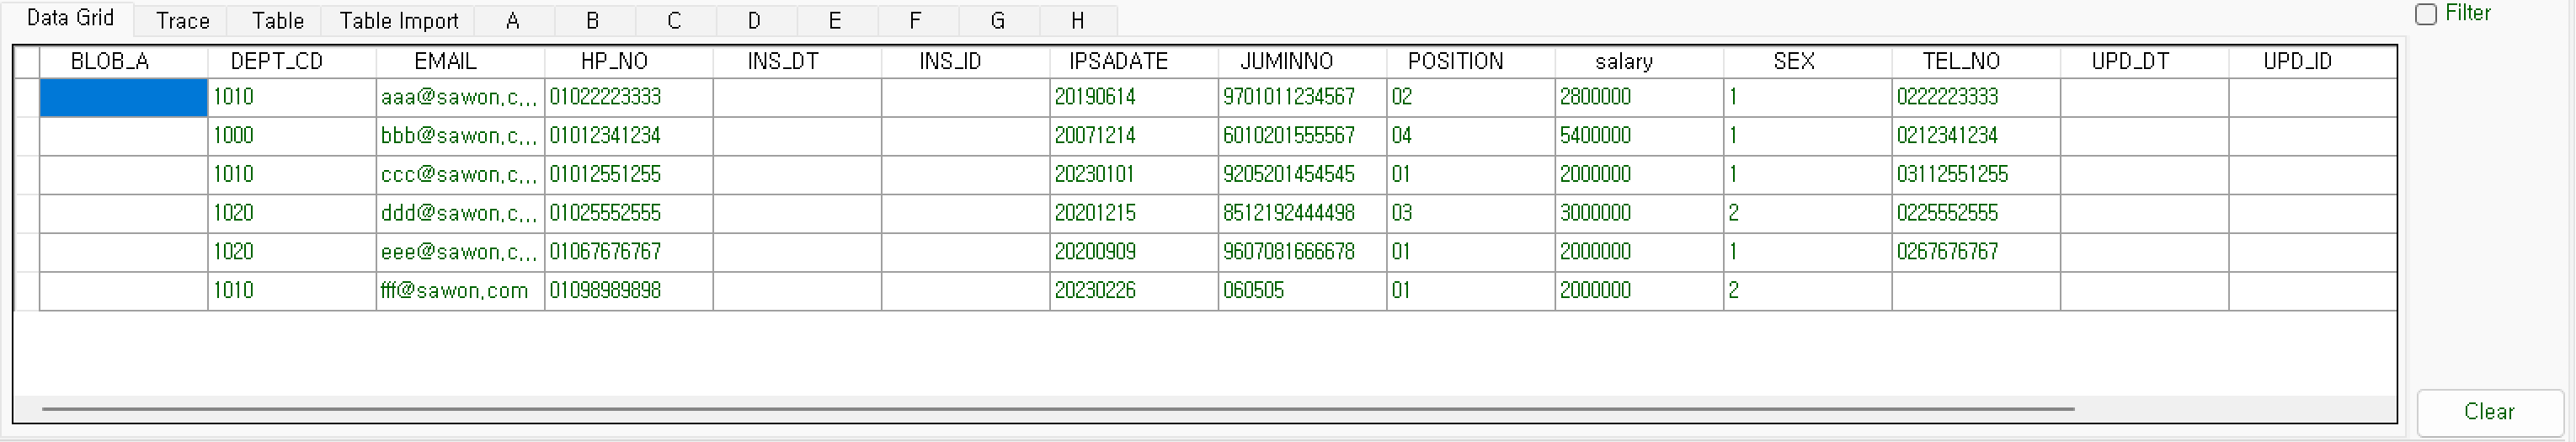 Data Grid Trace Table Table Import A B C D E F G H Filter
BLOB_A DEPT_CD EMAIL HP_NO INS_DT INS_ID IPSADATE JUMINNO POSITION salary SEX TEL_NO UPD_DT UPD_ID
1010 aaa@sawon.c... 01022223333 20190614 9701011234567 02 2800000 1 0222223333
1000 bbb@sawon.c... 01012341234 20071214 6010201555567 04 5400000 1 0212341234
1010 ccc@sawon.c... 01012551255 20230101 9205201454545 01 2000000 1 03112551255
1020 ddd@sawon.c... 01025552555 20201215 8512192444498 03 3000000 2 0225552555
1020 eee@sawon.c... 01067676767 20200909 9607081666678 01 2000000 1 0267676767
1010 fff@sawon.com 01098989898 20230226 060505 01 2000000 2
Clear